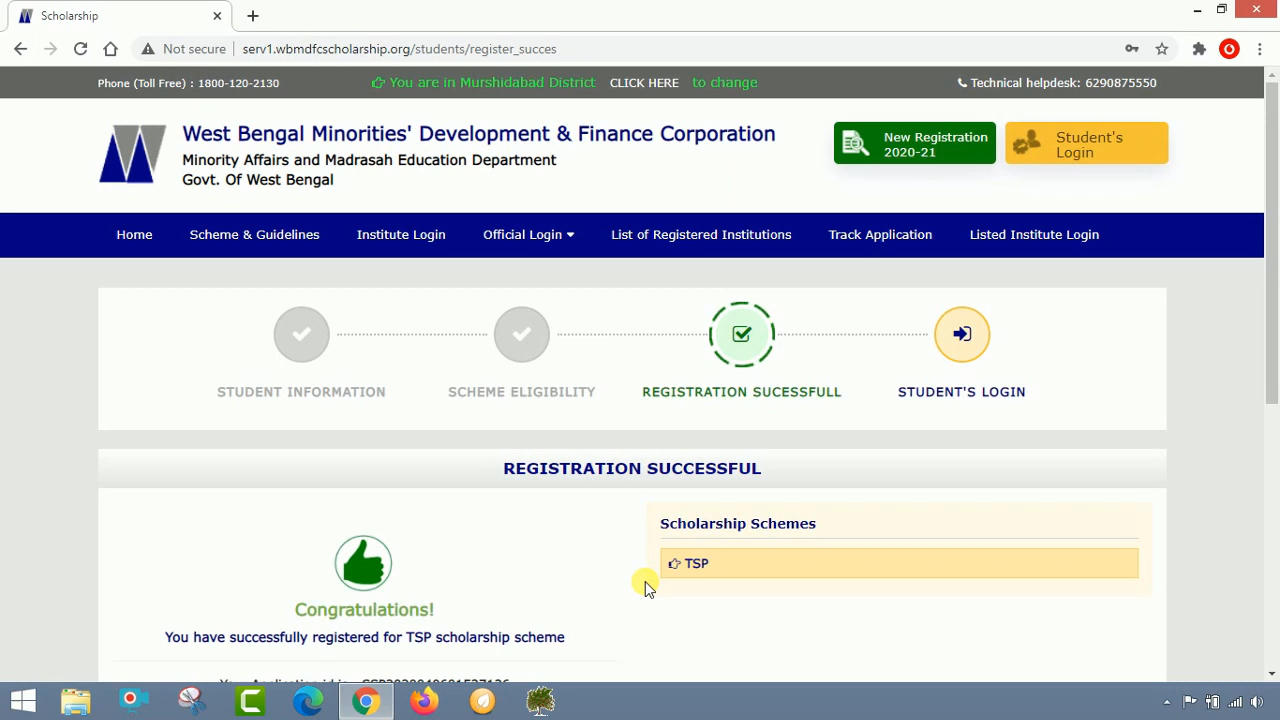 Scholarship
Not secure
serv1.wbmdfcscholarship.org/students/register_succes
Phone (Toll Free) : 1800-120-2130
You are in Murshidabad District CLICK HERE to change
Technical helpdesk: 6290875550
West Bengal Minorities' Development & Finance Corporation
Minority Affairs and Madrasah Education Department
Govt. Of West Bengal
New Registration
2020-21
Student's
Login
Home Scheme & Guidelines Institute Login Official Login List of Registered Institutions Track Application Listed Institute Login
STUDENT INFORMATION SCHEME ELIGIBILITY REGISTRATION SUCESSFULL STUDENT'S LOGIN
REGISTRATION SUCCESSFUL
Scholarship Schemes
TSP
Congratulations!
You have successfully registered for TSP scholarship scheme